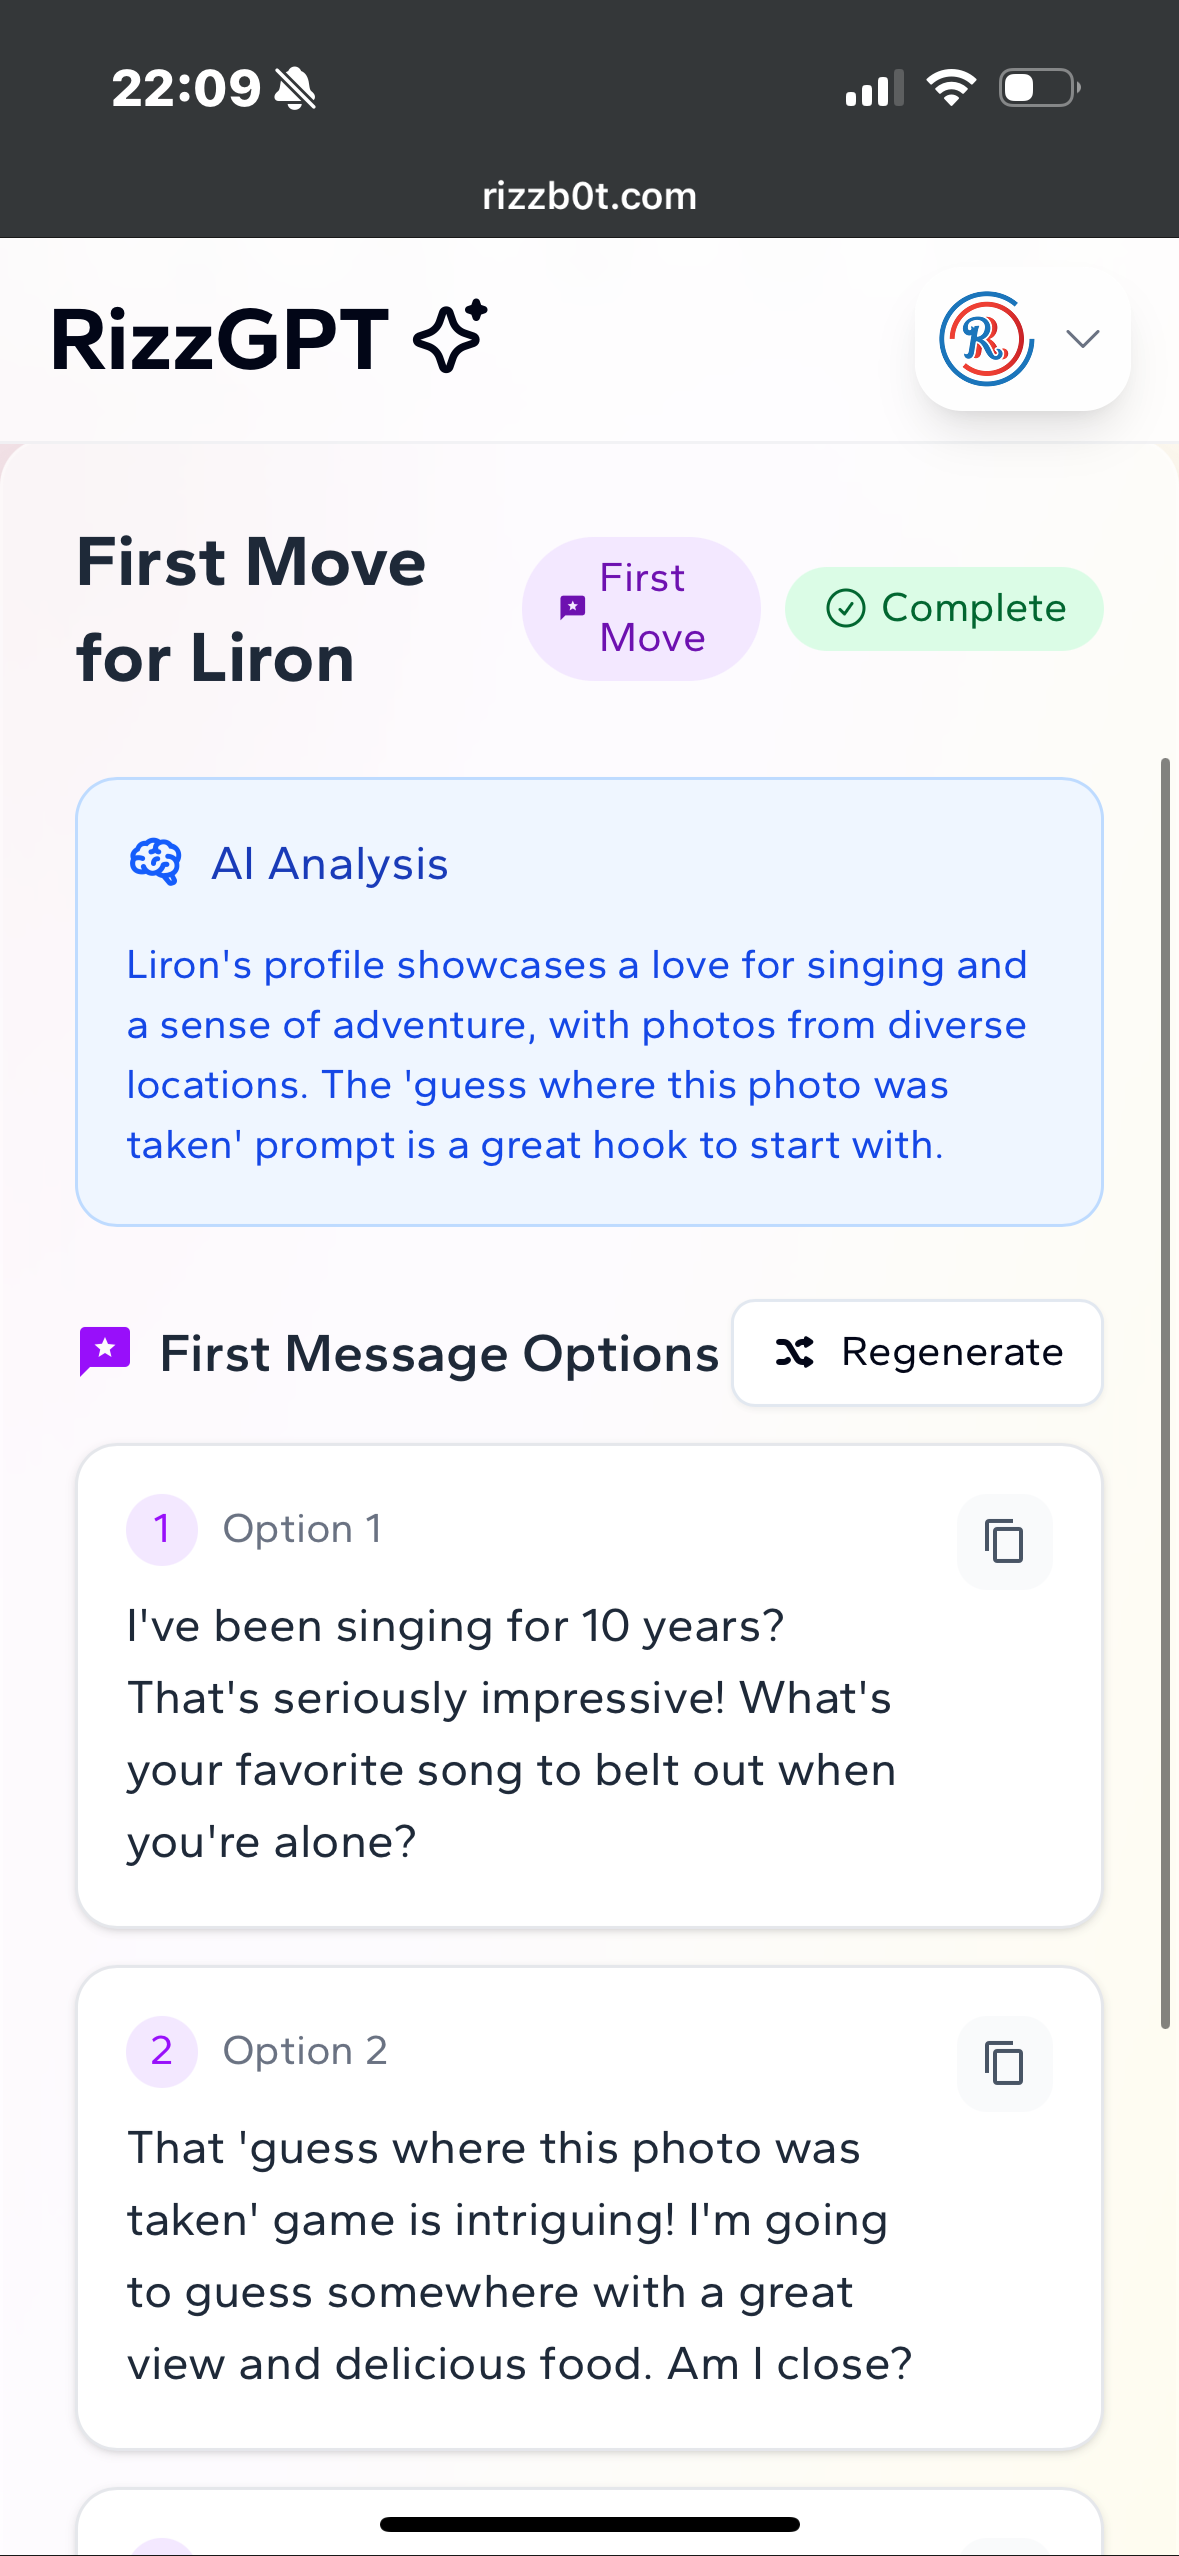 22:09
rizzb0t.com
RizzGPT
R
First Move
for Liron
First
Move
Complete
AI Analysis
Liron's profile showcases a love for singing and
a sense of adventure, with photos from diverse
locations. The 'guess where this photo was
taken' prompt is a great hook to start with.
First Message Options
Regenerate
1
Option 1
I've been singing for 10 years?
That's seriously impressive! What's
your favorite song to belt out when
you're alone?
2
Option 2
That 'guess where this photo was
taken' game is intriguing! I'm going
to guess somewhere with a great
view and delicious food. Am I close?